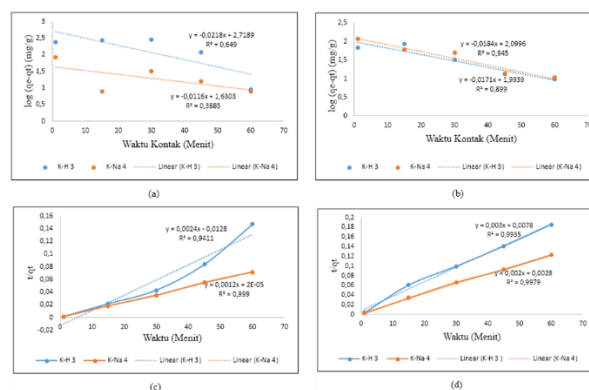 y = -0,0218x + 2,7189
R² = 0,649
y = -0,0116x + 1,6303
R² = 0,3885
log (qe-qt) (mg/g)
3
2,5
2
1,5
1
0,5
0
0 10 20 30 40 50 60 70
Waktu Kontak (Menit)
K-H 3 K-Na 4 Linear (K-H 3) Linear (K-Na 4)
(a)
y = -0,0184x + 2,0996
R² = 0,945
y = -0,0171x + 1,9939
R² = 0,899
log (qe-qt) (mg/g)
2,5
2
1,5
1
0,5
0
0 10 20 30 40 50 60 70
Waktu Kontak (Menit)
K-H 3 K-Na 4 Linear (K-H 3) Linear (K-Na 4)
(b)
y = 0,0024x - 0,0128
R² = 0,9411
y = 0,0012x + 2E-05
R² = 0,999
t/qt
0,16
0,14
0,12
0,1
0,08
0,06
0,04
0,02
0
-0,02
0 10 20 30 40 50 60 70
Waktu (Menit)
K-H 3 K-Na 4 Linear (K-H 3) Linear (K-Na 4)
(c)
y = 0,003x + 0,0078
R² = 0,9935
y = 0,002x + 0,0028
R² = 0,9979
t/qt
0,2
0,18
0,16
0,14
0,12
0,1
0,08
0,06
0,04
0,02
0
0 10 20 30 40 50 60 70
Waktu (Menit)
K-H 3 K-Na 4 Linear (K-H 3) Linear (K-Na 4)
(d)